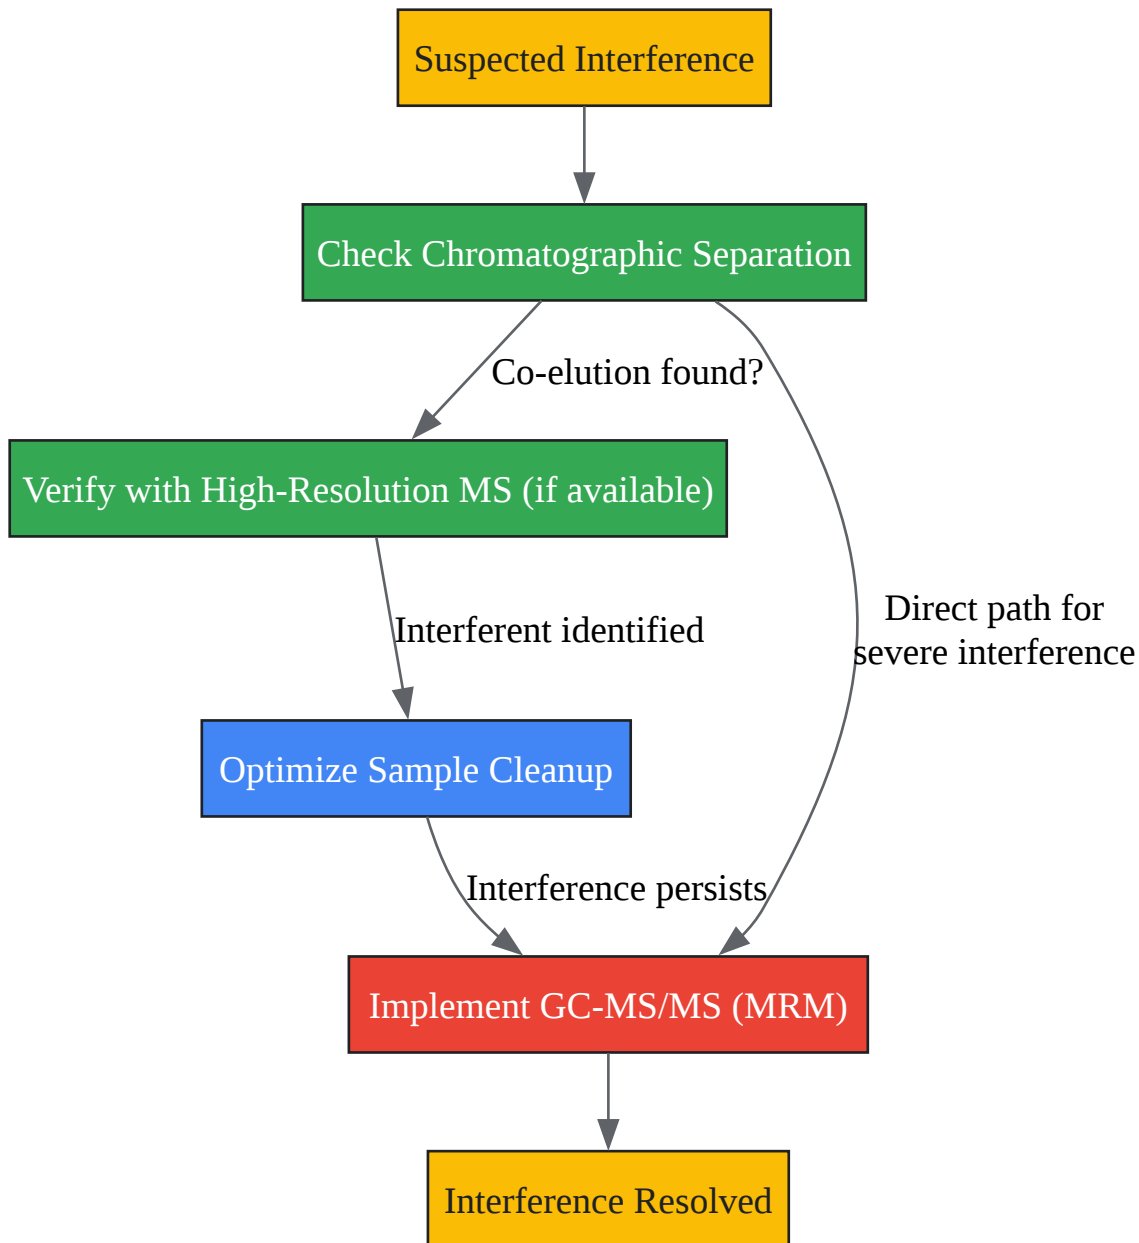 Suspected Interference
Check Chromatographic Separation
Co-elution found?
Verify with High-Resolution MS (if available)
Direct path for
severe interference
Interferent identified
Optimize Sample Cleanup
Interference persists
Implement GC-MS/MS (MRM)
Interference Resolved